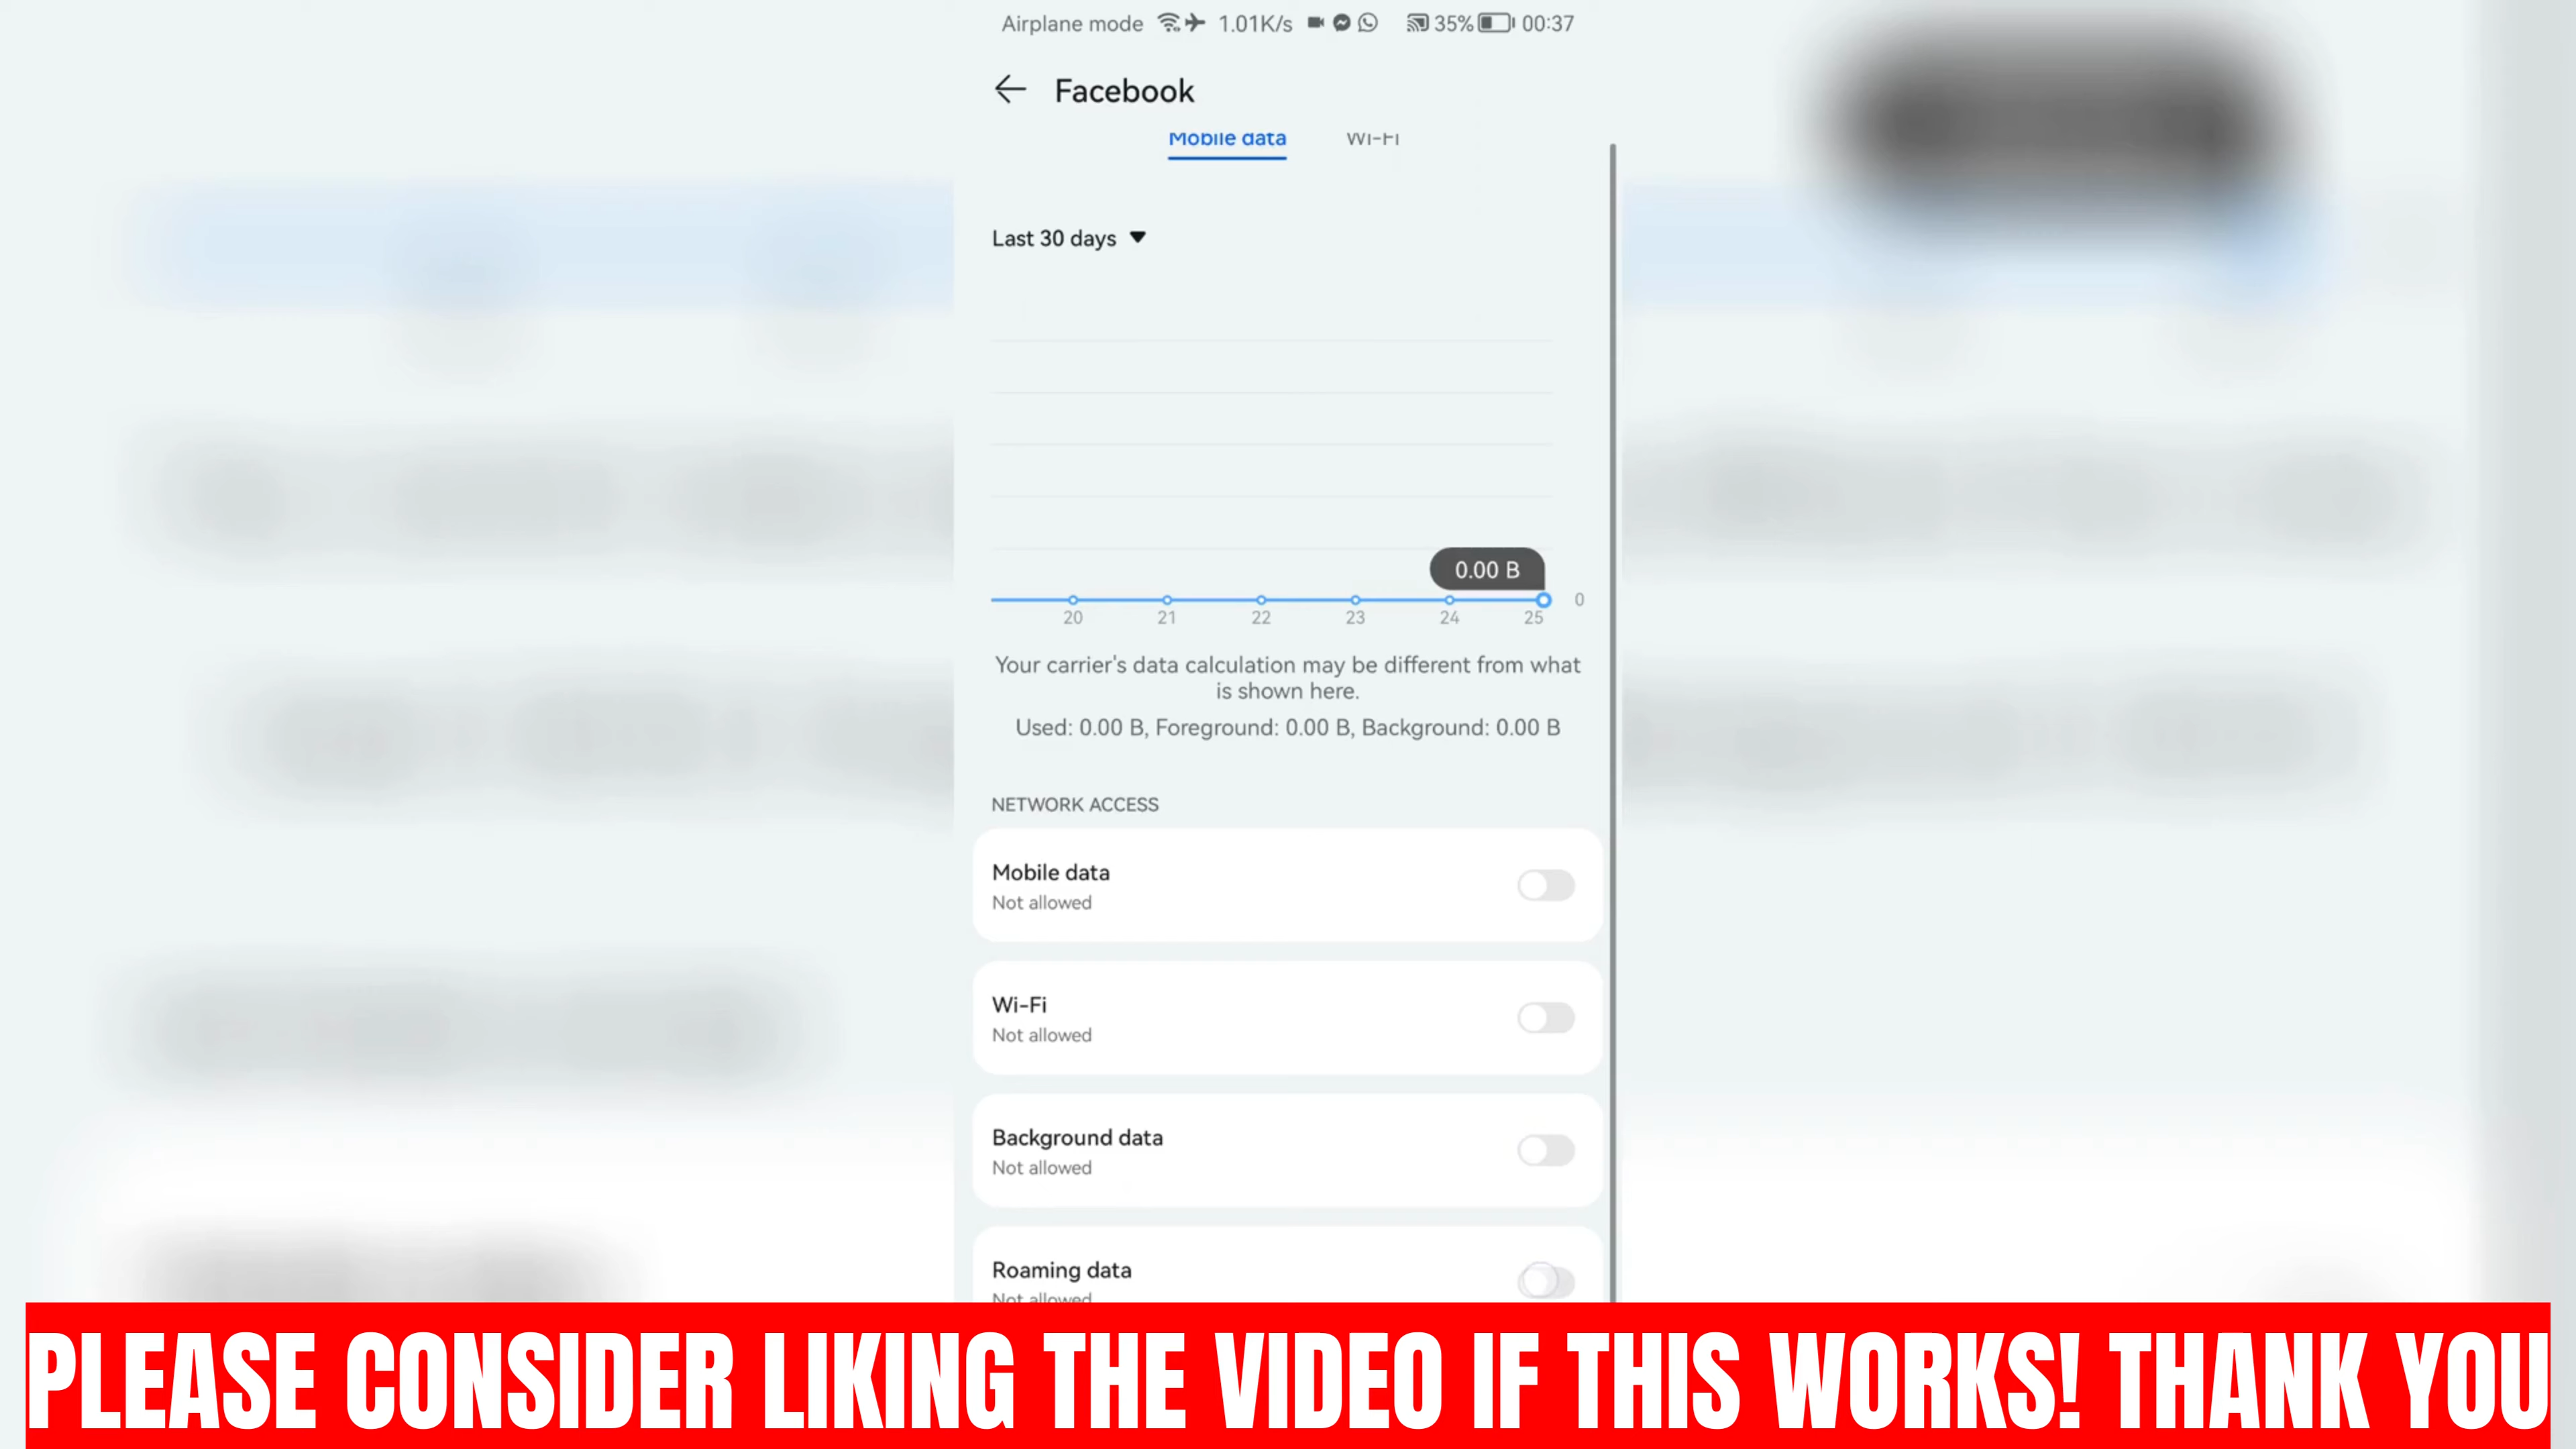 Airplane mode 1.01K/s 35% 00:37
Facebook
Mobile data Wi-Fi
Last 30 days
0.00 B
0
20 21 22 23 24 25
Your carrier's data calculation may be different from what
is shown here.
Used: 0.00 B, Foreground: 0.00 B, Background: 0.00 B
NETWORK ACCESS
Mobile data
Not allowed
Wi-Fi
Not allowed
Background data
Not allowed
Roaming data
Not allowed
PLEASE CONSIDER LIKING THE VIDEO IF THIS WORKS! THANK YOU